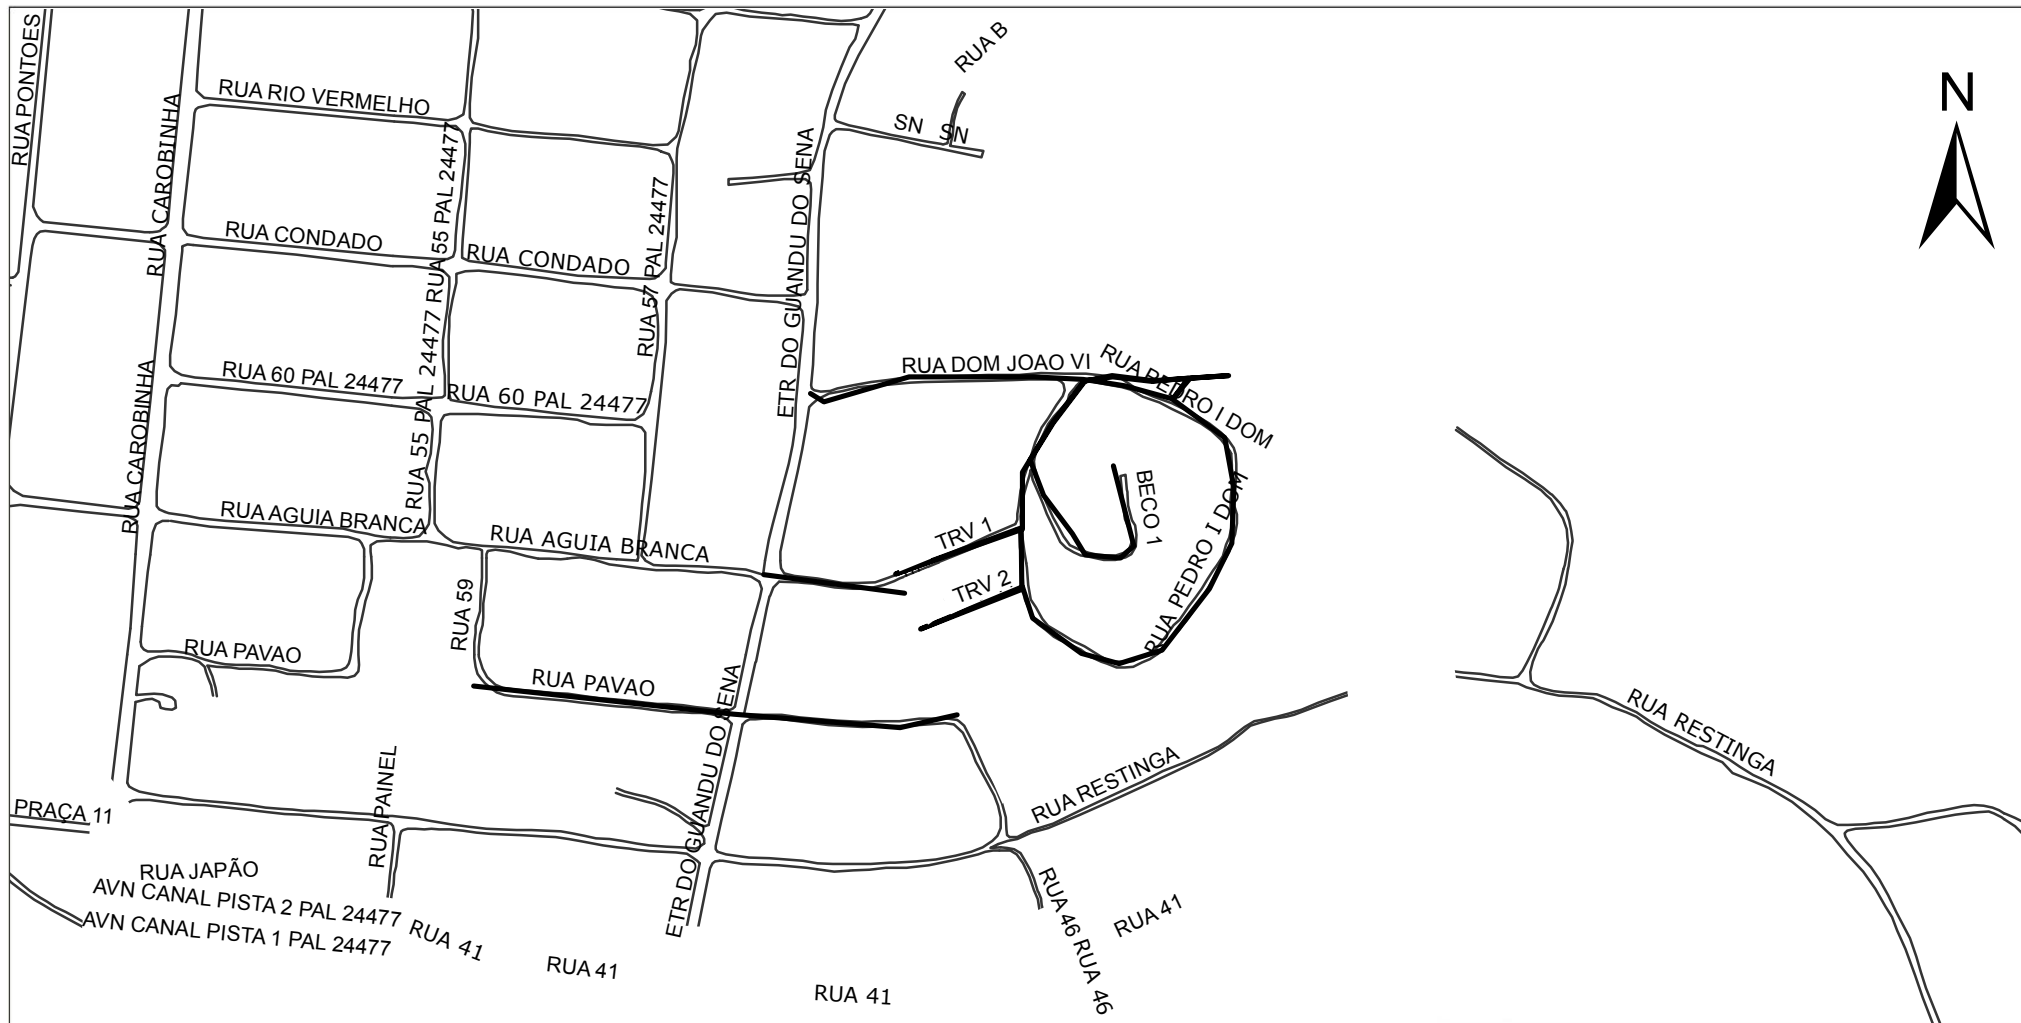 RUA PONTOES
RUA B
N
RUA RIO VERMELHO
RUA CAROBINHA
SN
SN
RUA 55 PAL 24477
ETR DO GUANDU DO SENA
RUA 57 PAL 24477
RUA CONDADO
RUA CONDADO
RUA 55 PAL 24477
RUA 60 PAL 24477
RUA 60 PAL 24477
RUA DOM JOAO VI
RUA PEDRO I DOM
RUA CAROBINHA
RUA AGUIA BRANCA
RUA AGUIA BRANCA
BECO 1
TRV 1
TRV 2
RUA PEDRO I DOM
RUA 59
RUA PAVAO
RUA PAVAO
ETR DO GUANDU DO SENA
RUA RESTINGA
RUA RESTINGA
RUA PAINEL
PRAÇA 11
RUA JAPÃO
AVN CANAL PISTA 2 PAL 24477
AVN CANAL PISTA 1 PAL 24477
RUA 41
RUA 41
RUA 41
RUA 46
RUA 46
RUA 41